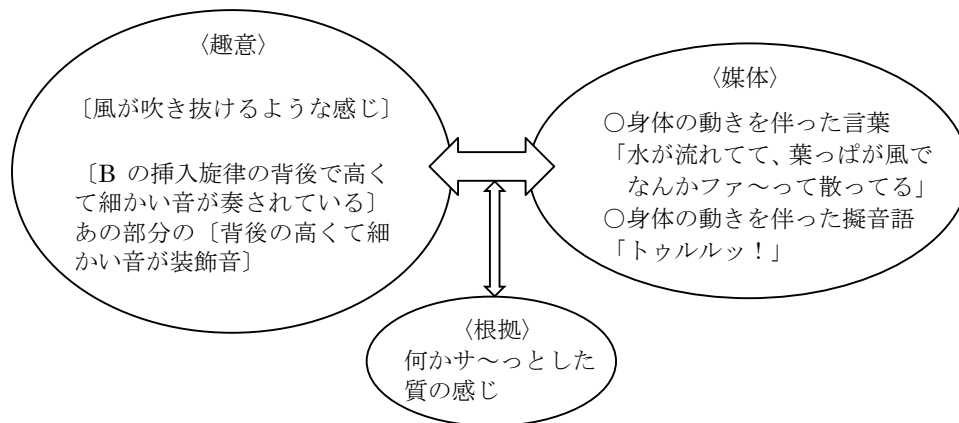 〈趣意〉
〔風が吹き抜けるような感じ〕
〔B の挿入旋律の背後で高く
て細かい音が奏されている〕
あの部分の〔背後の高くて細
かい音が装飾音〕
〈媒体〉
○身体の動きを伴った言葉
「水が流れてて、葉っぱが風で
なんかファ～って散ってる」
○身体の動きを伴った擬音語
「トゥルルッ！」
〈根拠〉
何かサ～っとした
質の感じ